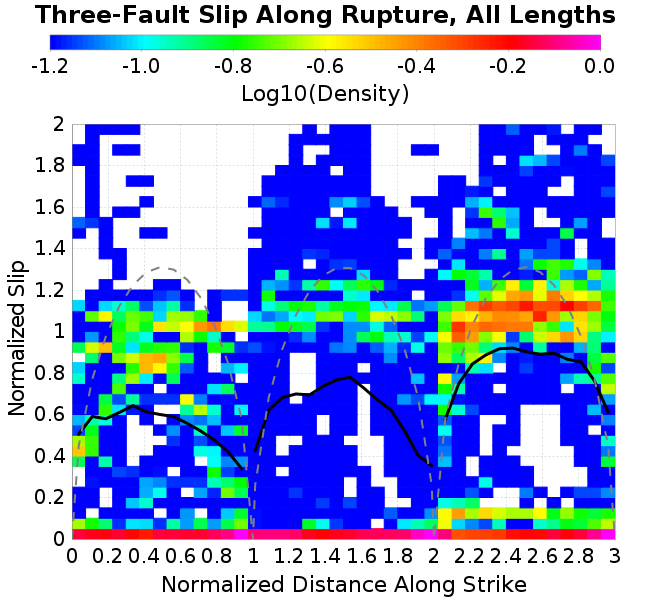 Three-Fault Slip Along Rupture, All Lengths
-1.2 -1.0 -0.8 -0.6 -0.4 -0.2 0.0
Log10(Density)
2
1.8
1.6
1.4
1.2
1
0.8
0.6
0.4
0.2
0
Normalized Slip
0 0.2 0.4 0.6 0.8 1 1.2 1.4 1.6 1.8 2 2.2 2.4 2.6 2.8 3
Normalized Distance Along Strike